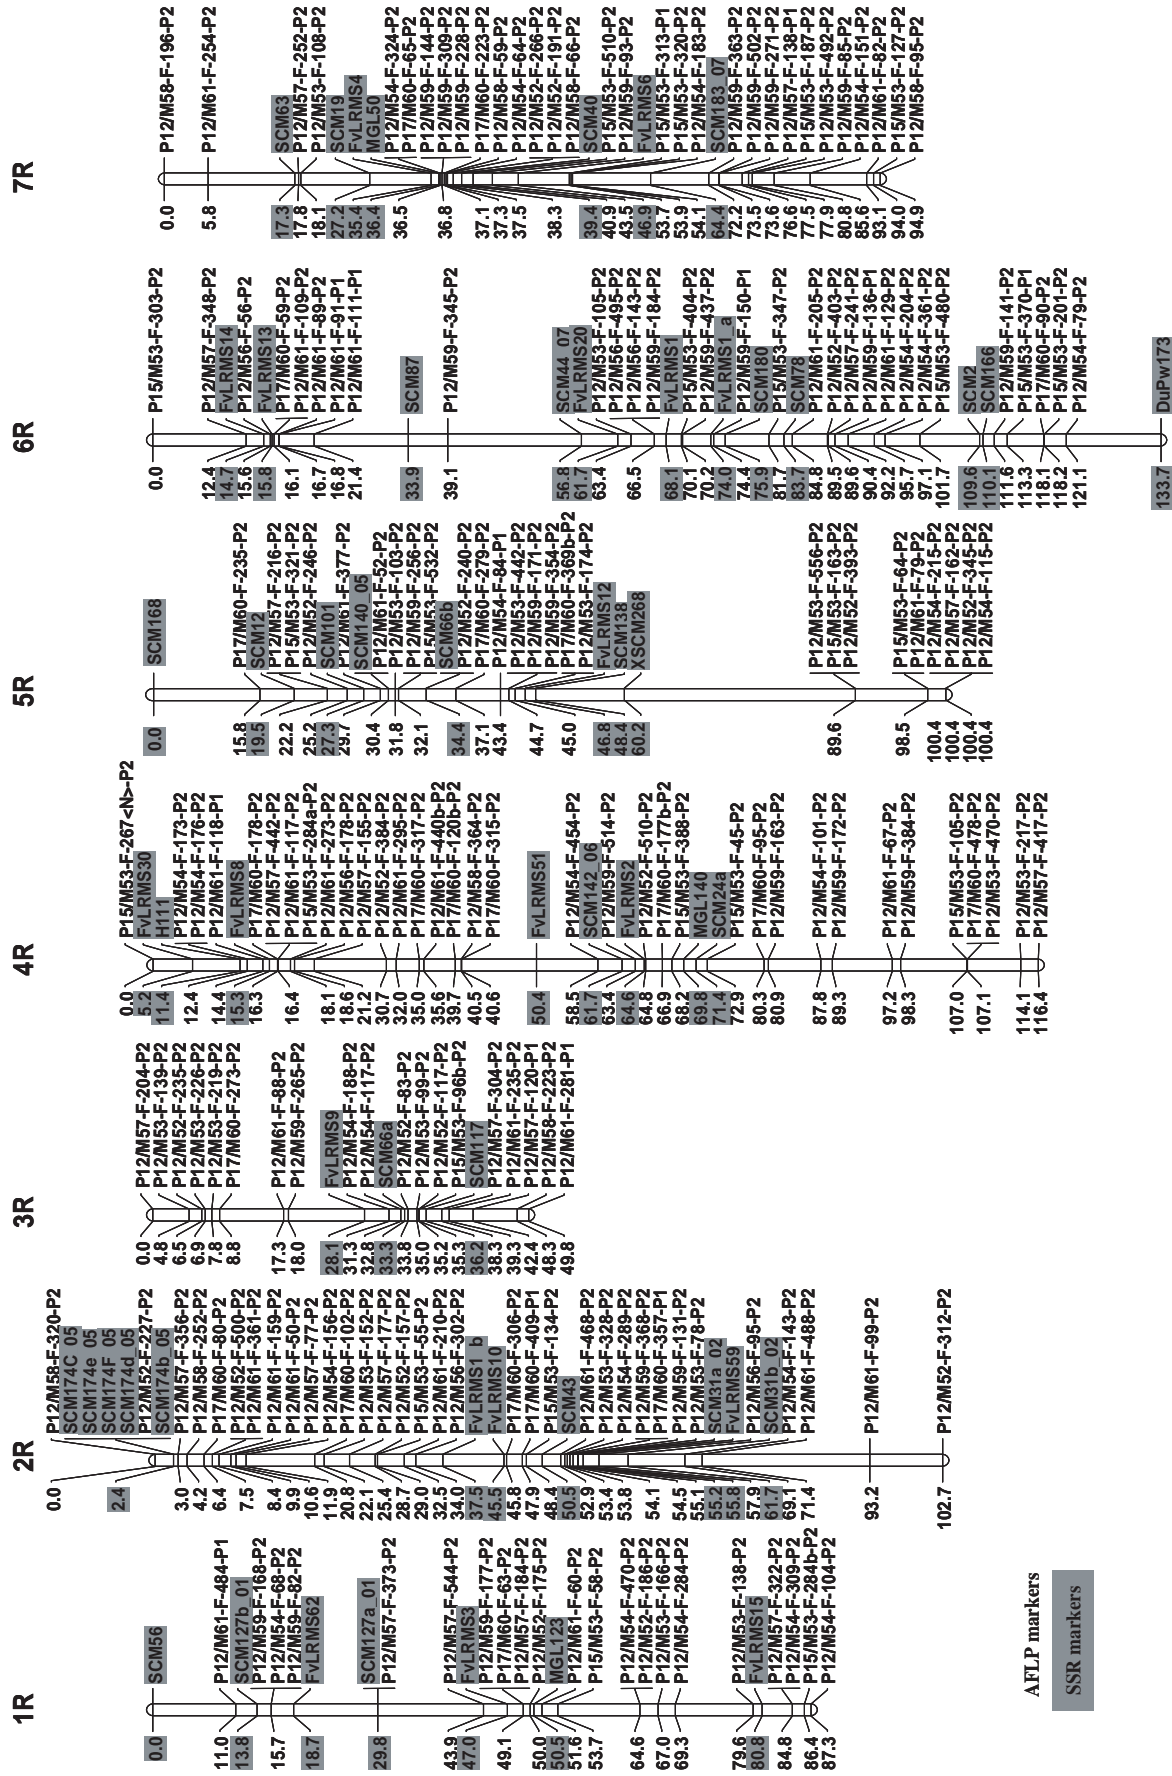 1R
0.0
11.0
13.8
15.7
18.7
29.8
43.9
47.0
49.1
50.0
50.5
51.6
53.7
64.6
67.0
69.3
79.6
80.8
84.8
86.4
87.3
SCM56
P12/M61-F-484-P1
SCM127b_01
P12/M59-F-168-P2
P12/M54-F-68-P2
P12/M59-F-82-P2
FvLRMS62
SCM127a_01
P12/M57-F-373-P2
P12/M57-F-544-P2
FvLRMS3
P12/M59-F-177-P2
P17/M60-F-63-P2
P12/M57-F-184-P2
P12/M52-F-175-P2
MGL123
P12/M61-F-60-P2
P15/M53-F-58-P2
P12/M54-F-470-P2
P12/M52-F-186-P2
P12/M53-F-166-P2
P12/M54-F-284-P2
P12/M53-F-138-P2
FvLRMS15
P12/M57-F-322-P2
P12/M54-F-309-P2
P15/M53-F-284b-P2
P12/M54-F-104-P2
2R
0.0
2.4
3.0
4.2
6.4
7.5
8.4
9.9
10.6
11.9
20.8
22.1
25.4
28.7
29.0
32.5
34.0
37.5
45.5
45.8
47.9
48.4
50.5
52.9
53.4
53.8
54.1
54.5
55.1
55.2
55.8
57.9
61.7
69.1
71.4
93.2
102.7
P12/M58-F-320-P2
SCM174C_05
SCM174e_05
SCM174F_05
SCM174d_05
P12/M52-F-227-P2
SCM174b_05
P12/M57-F-356-P2
P12/M58-F-252-P2
P17/M60-F-80-P2
P12/M52-F-500-P2
P12/M61-F-361-P2
P12/M61-F-159-P2
P12/M61-F-50-P2
P12/M57-F-77-P2
P12/M54-F-156-P2
P17/M60-F-102-P2
P12/M53-F-152-P2
P12/M57-F-177-P2
P12/M52-F-157-P2
P15/M53-F-55-P2
P12/M61-F-210-P2
P12/M56-F-302-P2
FvLRMS1_b
FvLRMS10
P17/M60-F-306-P2
P17/M60-F-409-P1
P15/M53-F-134-P2
SCM43
P12/M61-F-468-P2
P12/M53-F-328-P2
P12/M54-F-289-P2
P12/M59-F-368-P2
P17/M60-F-357-P1
P12/M59-F-131-P2
P12/M53-F-78-P2
SCM31a_02
FvLRMS59
P12/M56-F-95-P2
SCM31b_02
P12/M54-F-143-P2
P12/M61-F-488-P2
P12/M61-F-99-P2
P12/M52-F-312-P2
3R
0.0
4.8
6.5
6.9
7.8
8.8
17.3
18.0
28.1
31.3
32.8
33.3
33.8
35.0
35.2
35.3
36.2
38.3
39.3
42.4
48.3
49.8
P12/M57-F-204-P2
P12/M53-F-139-P2
P12/M52-F-235-P2
P12/M53-F-226-P2
P12/M53-F-219-P2
P17/M60-F-273-P2
P12/M61-F-88-P2
P12/M59-F-265-P2
FvLRMS9
P12/M54-F-188-P2
P12/M54-F-117-P2
SCM66a
P12/M52-F-83-P2
P12/M53-F-99-P2
P12/M52-F-117-P2
P15/M53-F-96b-P2
SCM117
P12/M57-F-304-P2
P12/M61-F-235-P2
P12/M57-F-120-P1
P12/M58-F-223-P2
P12/M61-F-281-P1
4R
0.0
5.2
11.4
12.4
14.4
15.3
16.3
16.4
18.1
18.6
21.2
30.7
32.0
35.0
35.6
39.7
40.5
40.6
50.4
58.5
61.7
63.4
64.6
64.8
66.9
68.2
69.8
71.4
72.9
80.3
80.9
87.8
89.3
97.2
98.3
107.0
107.1
114.1
116.4
P15/M53-F-267<N>-P2
FvLRMS30
H111
P12/M54-F-173-P2
P12/M54-F-176-P2
P12/M61-F-118-P1
FvLRMS8
P17/M60-F-178-P2
P12/M57-F-442-P2
P12/M61-F-117-P2
P15/M53-F-284a-P2
P12/M61-F-273-P2
P12/M56-F-178-P2
P12/M57-F-155-P2
P12/M52-F-384-P2
P12/M61-F-295-P2
P17/M60-F-317-P2
P12/M61-F-440b-P2
P17/M60-F-120b-P2
P12/M58-F-364-P2
P17/M60-F-315-P2
FvLRMS51
P12/M54-F-454-P2
SCM142_06
P12/M59-F-514-P2
FvLRMS2
P12/M52-F-510-P2
P17/M60-F-177b-P2
P15/M53-F-388-P2
MGL140
SCM24a
P15/M53-F-45-P2
P17/M60-F-95-P2
P12/M59-F-163-P2
P12/M54-F-101-P2
P12/M59-F-172-P2
P12/M61-F-67-P2
P12/M59-F-384-P2
P15/M53-F-105-P2
P17/M60-F-478-P2
P12/M53-F-470-P2
P12/M53-F-217-P2
P12/M57-F-417-P2
5R
0.0
15.8
19.5
22.2
25.2
27.3
29.7
30.4
31.8
32.1
34.4
37.1
43.4
44.7
45.0
46.8
48.4
60.2
89.6
98.5
100.4
100.4
100.4
100.4
SCM168
P17/M60-F-235-P2
SCM12
P12/M57-F-216-P2
P15/M53-F-321-P2
P12/M52-F-246-P2
SCM101
P12/M61-F-377-P2
SCM140_05
P12/M61-F-52-P2
P12/M53-F-103-P2
P12/M59-F-256-P2
P15/M53-F-532-P2
SCM66b
P12/M52-F-240-P2
P17/M60-F-279-P2
P12/M54-F-84-P1
P12/M53-F-442-P2
P12/M59-F-171-P2
P12/M59-F-354-P2
P17/M60-F-369b-P2
P12/M53-F-174-P2
FvLRMS12
SCM138
XSCM268
P12/M53-F-556-P2
P15/M53-F-163-P2
P12/M52-F-393-P2
P15/M53-F-64-P2
P12/M61-F-79-P2
P12/M54-F-215-P2
P12/M57-F-162-P2
P12/M52-F-345-P2
P12/M54-F-115-P2
6R
0.0
12.4
14.7
15.6
15.8
16.1
16.7
16.8
21.4
33.9
39.1
56.8
61.7
63.4
66.5
68.1
70.1
70.2
74.0
74.4
75.9
81.7
83.7
84.8
89.5
89.6
90.4
92.2
95.7
97.1
101.7
109.6
110.1
111.6
113.3
118.1
118.2
121.1
133.7
P15/M53-F-303-P2
P12/M57-F-348-P2
FvLRMS14
P12/M56-F-56-P2
FvLRMS13
P17/M60-F-59-P2
P12/M61-F-109-P2
P12/M61-F-89-P2
P12/M61-F-91-P1
P12/M61-F-111-P1
SCM87
P12/M59-F-345-P2
SCM44_07
FvLRMS20
P12/M53-F-105-P2
P12/M56-F-495-P2
P12/M56-F-143-P2
P12/M59-F-184-P2
FvLRMS1
P15/M53-F-404-P2
P12/M59-F-437-P2
FvLRMS1_a
P12/M59-F-150-P1
SCM180
P15/M53-F-347-P2
SCM78
P12/M61-F-205-P2
P12/M52-F-403-P2
P12/M57-F-241-P2
P12/M59-F-136-P1
P12/M61-F-129-P2
P12/M54-F-204-P2
P12/M54-F-361-P2
P15/M53-F-480-P2
SCM2
SCM166
P12/M59-F-141-P2
P15/M53-F-370-P1
P17/M60-F-90-P2
P15/M53-F-201-P2
P12/M54-F-79-P2
DuPw173
7R
0.0
5.8
17.3
17.8
18.1
27.2
35.4
36.4
36.5
36.8
37.1
37.3
37.5
38.3
39.4
40.9
43.5
46.9
53.7
53.9
54.1
64.4
72.2
73.5
73.6
76.6
77.5
77.9
80.8
85.6
93.1
94.0
94.9
P12/M58-F-196-P2
P12/M61-F-254-P2
SCM63
P12/M57-F-252-P2
P12/M53-F-108-P2
SCM19
FvLRMS4
MGL50
P12/M54-F-324-P2
P17/M60-F-65-P2
P12/M59-F-144-P2
P12/M59-F-309-P2
P12/M59-F-228-P2
P17/M60-F-223-P2
P12/M58-F-59-P2
P12/M54-F-64-P2
P12/M52-F-266-P2
P12/M52-F-191-P2
P12/M58-F-66-P2
SCM40
P15/M53-F-510-P2
P12/M59-F-93-P2
FvLRMS6
P15/M53-F-313-P1
P15/M53-F-320-P2
P12/M54-F-183-P2
SCM183_07
P12/M59-F-363-P2
P12/M59-F-502-P2
P12/M59-F-271-P2
P12/M57-F-138-P1
P15/M53-F-187-P2
P12/M53-F-492-P2
P12/M59-F-85-P2
P12/M54-F-151-P2
P12/M61-F-82-P2
P15/M53-F-127-P2
P12/M58-F-95-P2
AFLP markers
SSR markers